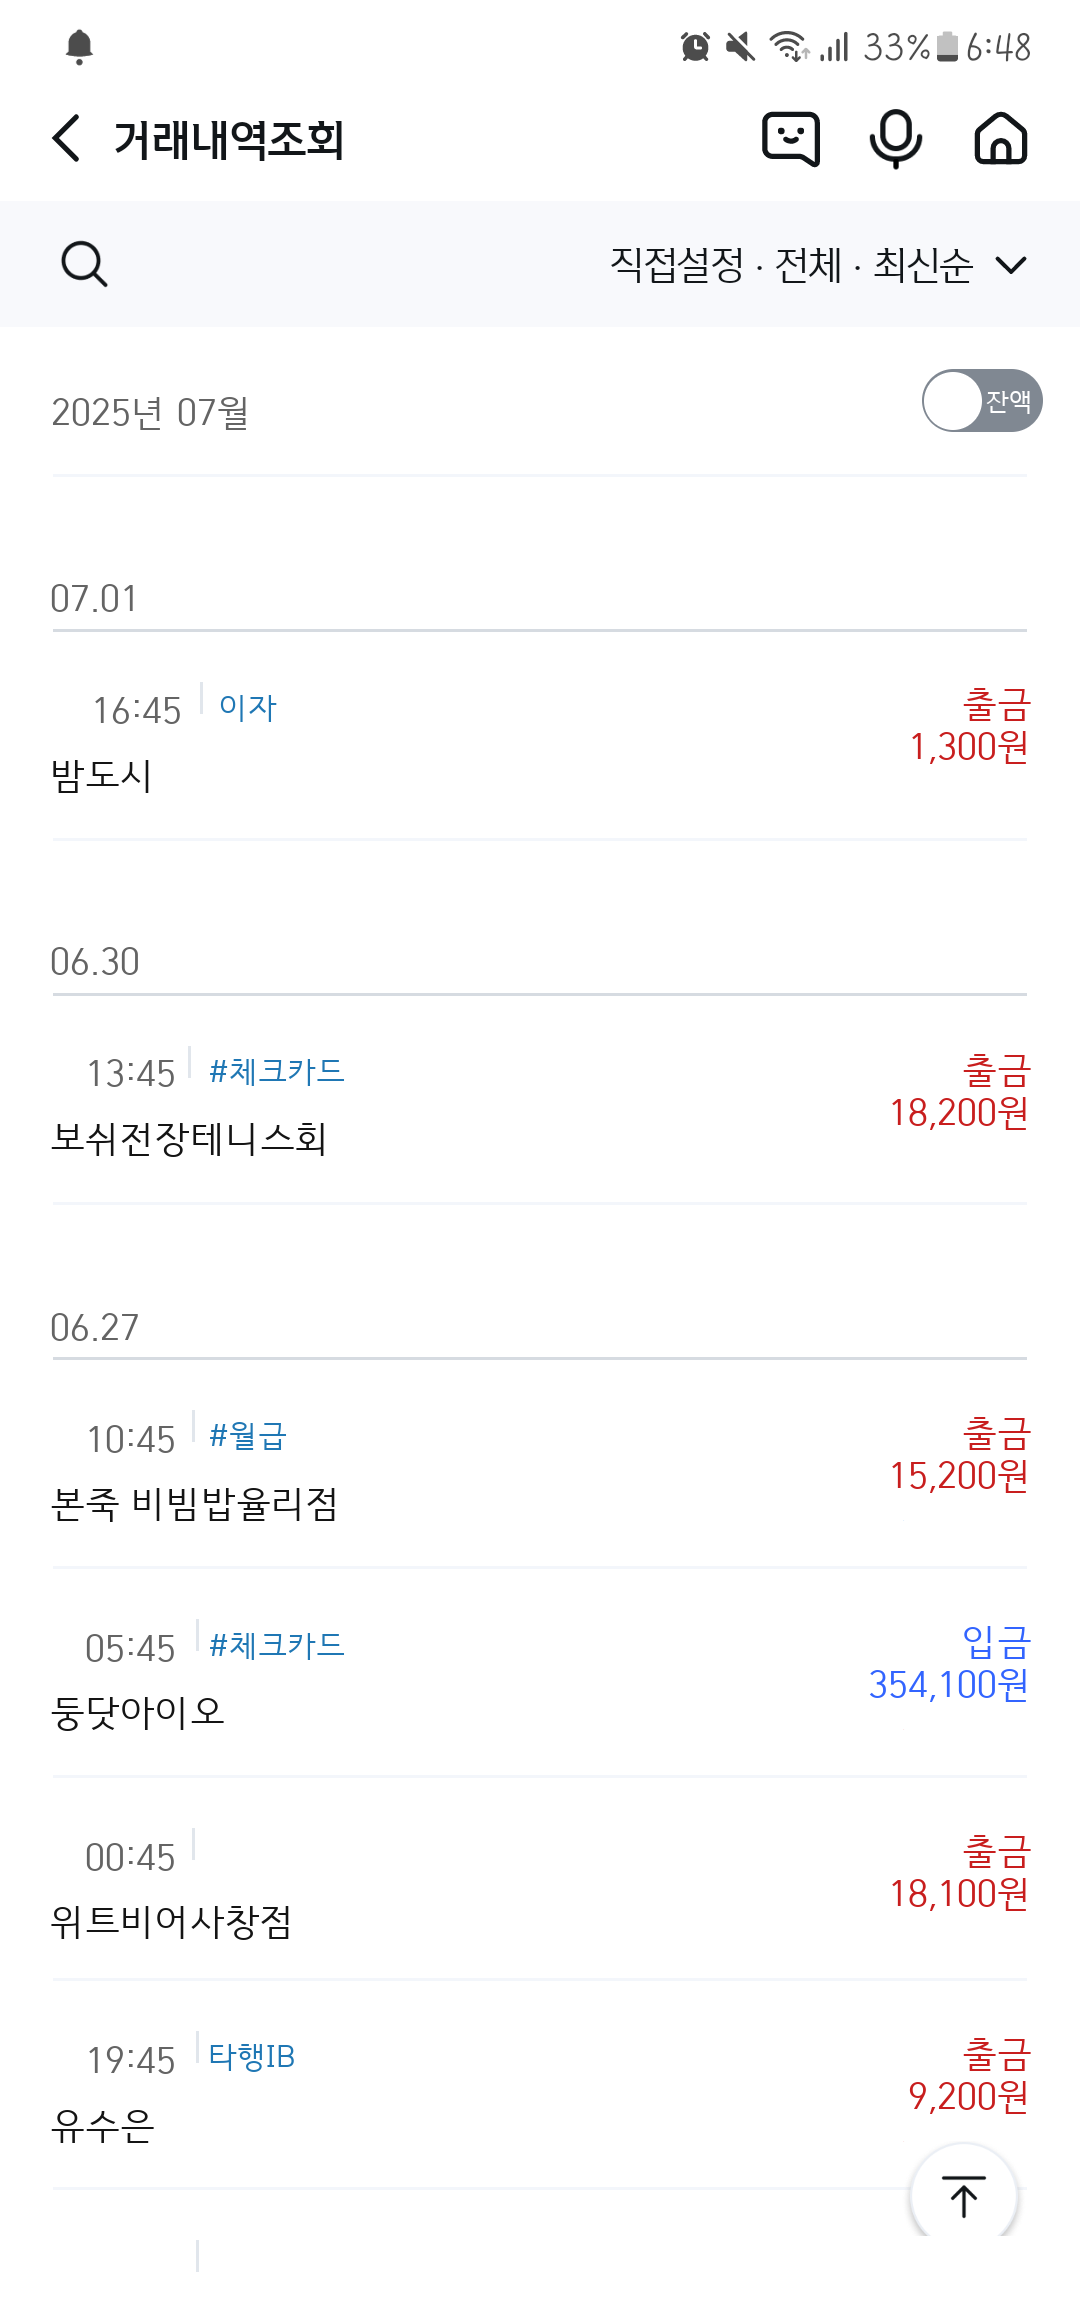 33% 6:48
거래내역조회
직접설정 · 전체 · 최신순
2025년 07월
잔액
07.01
16:45 이자
출금
1,300원
밤도시
06.30
13:45 #체크카드
출금
18,200원
보쉬전장테니스회
06.27
10:45 #월급
출금
15,200원
본죽 비빔밥율리점
05:45 #체크카드
입금
354,100원
둥닷아이오
00:45
출금
18,100원
위트비어사창점
19:45 타행IB
출금
9,200원
유수은